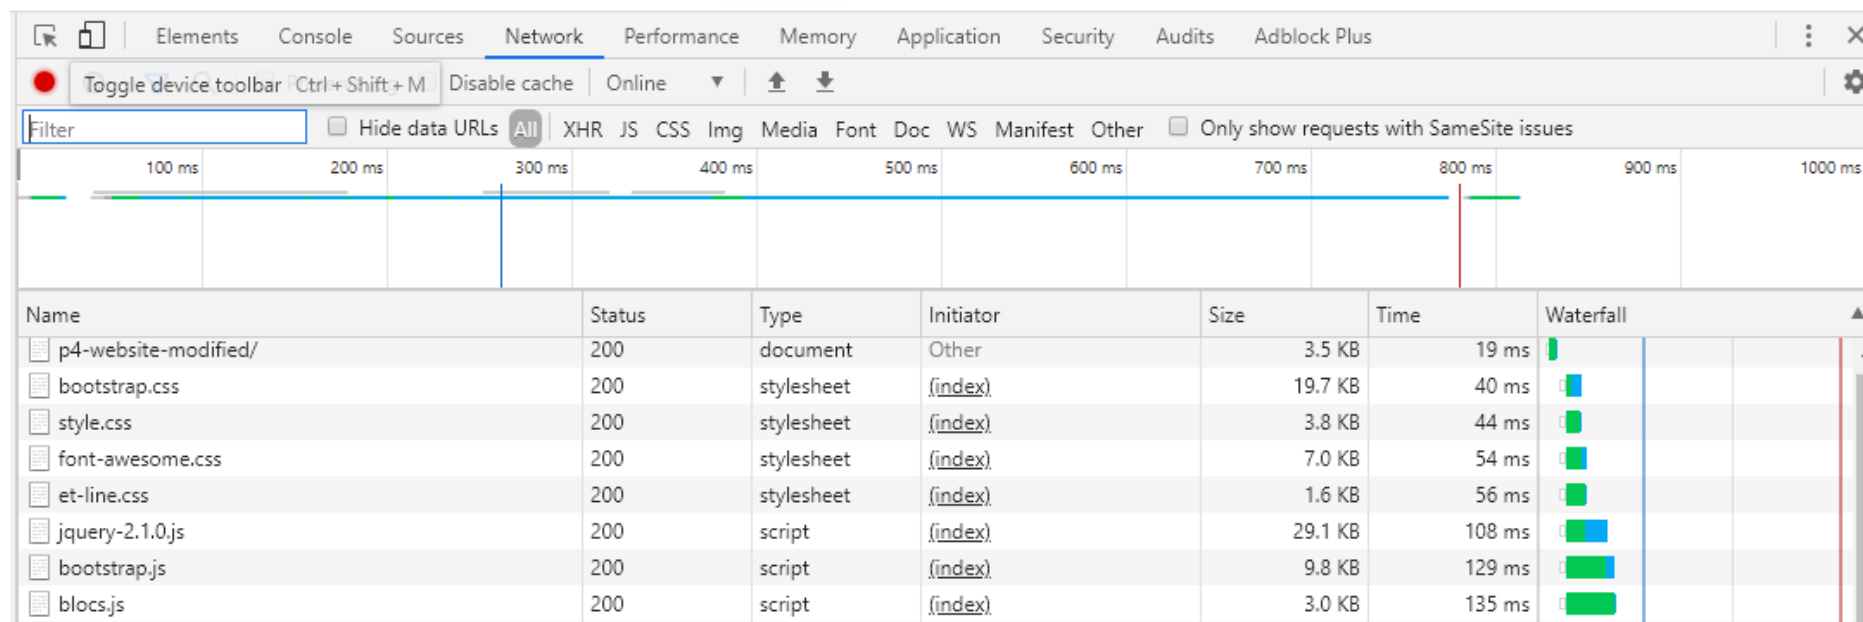 Elements Console Sources Network Performance Memory Application Security Audits Adblock Plus
Toggle device toolbar Ctrl + Shift + M Disable cache Online
Filter Hide data URLs All XHR JS CSS Img Media Font Doc WS Manifest Other Only show requests with SameSite issues
100 ms 200 ms 300 ms 400 ms 500 ms 600 ms 700 ms 800 ms 900 ms 1000 ms
Name Status Type Initiator Size Time Waterfall
p4-website-modified/ 200 document Other 3.5 KB 19 ms
bootstrap.css 200 stylesheet (index) 19.7 KB 40 ms
style.css 200 stylesheet (index) 3.8 KB 44 ms
font-awesome.css 200 stylesheet (index) 7.0 KB 54 ms
et-line.css 200 stylesheet (index) 1.6 KB 56 ms
jquery-2.1.0.js 200 script (index) 29.1 KB 108 ms
bootstrap.js 200 script (index) 9.8 KB 129 ms
blocs.js 200 script (index) 3.0 KB 135 ms